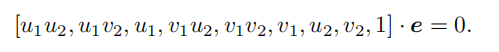 [u₁u₂, u₁v₂, u₁, v₁u₂, v₁v₂, v₁, u₂, v₂, 1] · e = 0.